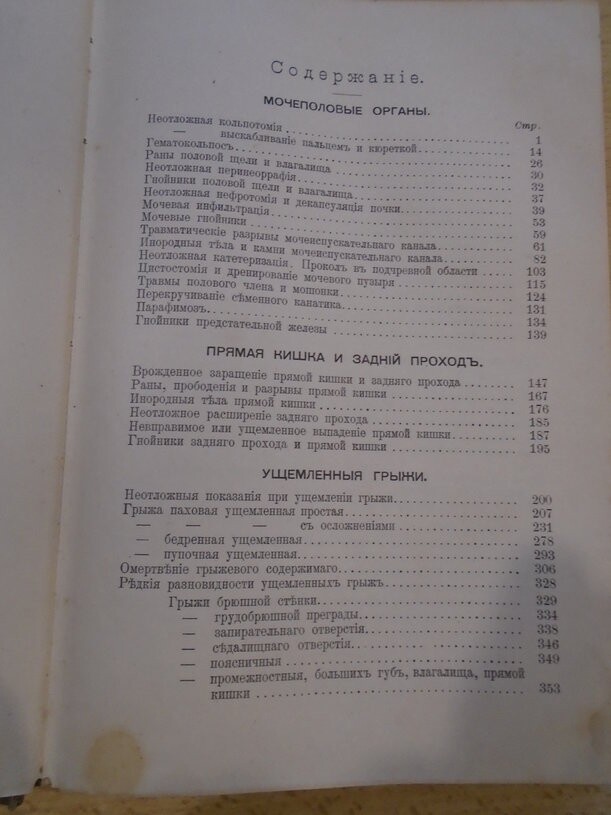 Содержаніе.
МОЧЕПОЛОВЫЕ ОРГАНЫ.
Стр.
Неотложная кольпотомія 1
— выскабливаніе пальцемъ и кюреткой 14
Гематокольпосъ 26
Раны половой щели и влагалища 30
Неотложная перинеоррафія 32
Гнойники половой щели и влагалища 37
Неотложная нефротомія и декапсуляція почки 39
Мочевая инфильтрація 53
Мочевые гнойники 59
Травматическіе разрывы мочеиспускательнаго канала 61
Инородныя тѣла и камни мочеиспускательнаго канала 82
Неотложная катетеризація. Проколъ въ подчревной области 103
Цистостомія и дренированіе мочевого пузыря 115
Травмы полового члена и мошонки 124
Перекручиваніе сѣменного канатика 131
Парафимозъ 134
Гнойники предстательной железы 139
ПРЯМАЯ КИШКА И ЗАДНІЙ ПРОХОДЪ.
Врожденное заращеніе прямой кишки и задняго прохода 147
Раны, прободенія и разрывы прямой кишки 167
Инородныя тѣла прямой кишки 176
Неотложное расширеніе задняго прохода 185
Невправимое или ущемленное выпаденіе прямой кишки 187
Гнойники задняго прохода и прямой кишки 195
УЩЕМЛЕННЫЯ ГРЫЖИ.
Неотложныя показанія при ущемленіи грыжи 200
Грыжа паховая ущемленная простая 207
— — — съ осложненіями 231
— бедренная ущемленная 278
— пупочная ущемленная 293
Омертвѣніе грыжевого содержимаго 306
Рѣдкія разновидности ущемленныхъ грыжъ 328
Грыжи брюшной стѣнки 329
— грудобрюшной преграды 334
— запирательнаго отверстія 338
— сѣдалищнаго отверстія 346
— поясничныя 349
— промежностныя, большихъ губъ, влагалища, прямой
кишки 353